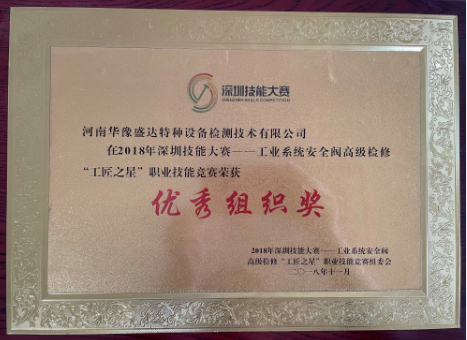 深圳技能大赛
SHENZHEN SKILLS COMPETITION
河南华豫盛达特种设备检测技术有限公司
在2018年深圳技能大赛——工业系统安全阀高级检修
“工匠之星”职业技能竞赛荣获
优秀组织奖
2018年深圳技能大赛——工业系统安全阀
高级检修“工匠之星”职业技能竞赛组委会
二〇一八年十一月